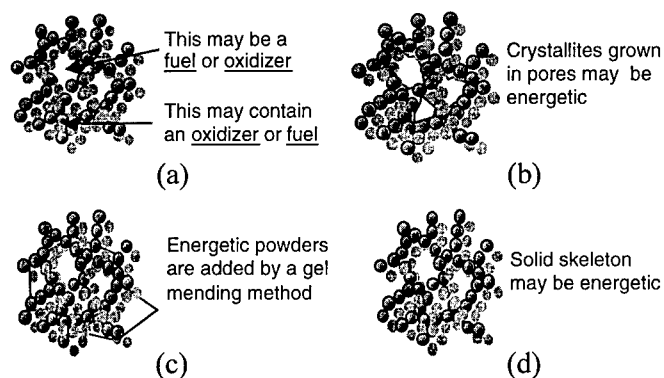 This may be a
fuel or oxidizer
This may contain
an oxidizer or fuel
(a)
Crystallites grown
in pores may be
energetic
(b)
Energetic powders
are added by a gel
mending method
(c)
Solid skeleton
may be energetic
(d)